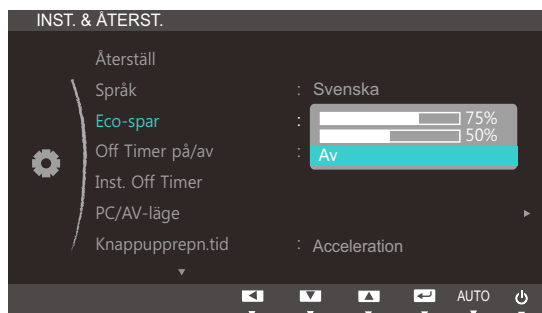 INST. & ÅTERST.
Återställ
Språk : Svenska
Eco-spar : 75%
50%
Off Timer på/av : Av
Inst. Off Timer
PC/AV-läge
Knappupprepn.tid : Acceleration
AUTO